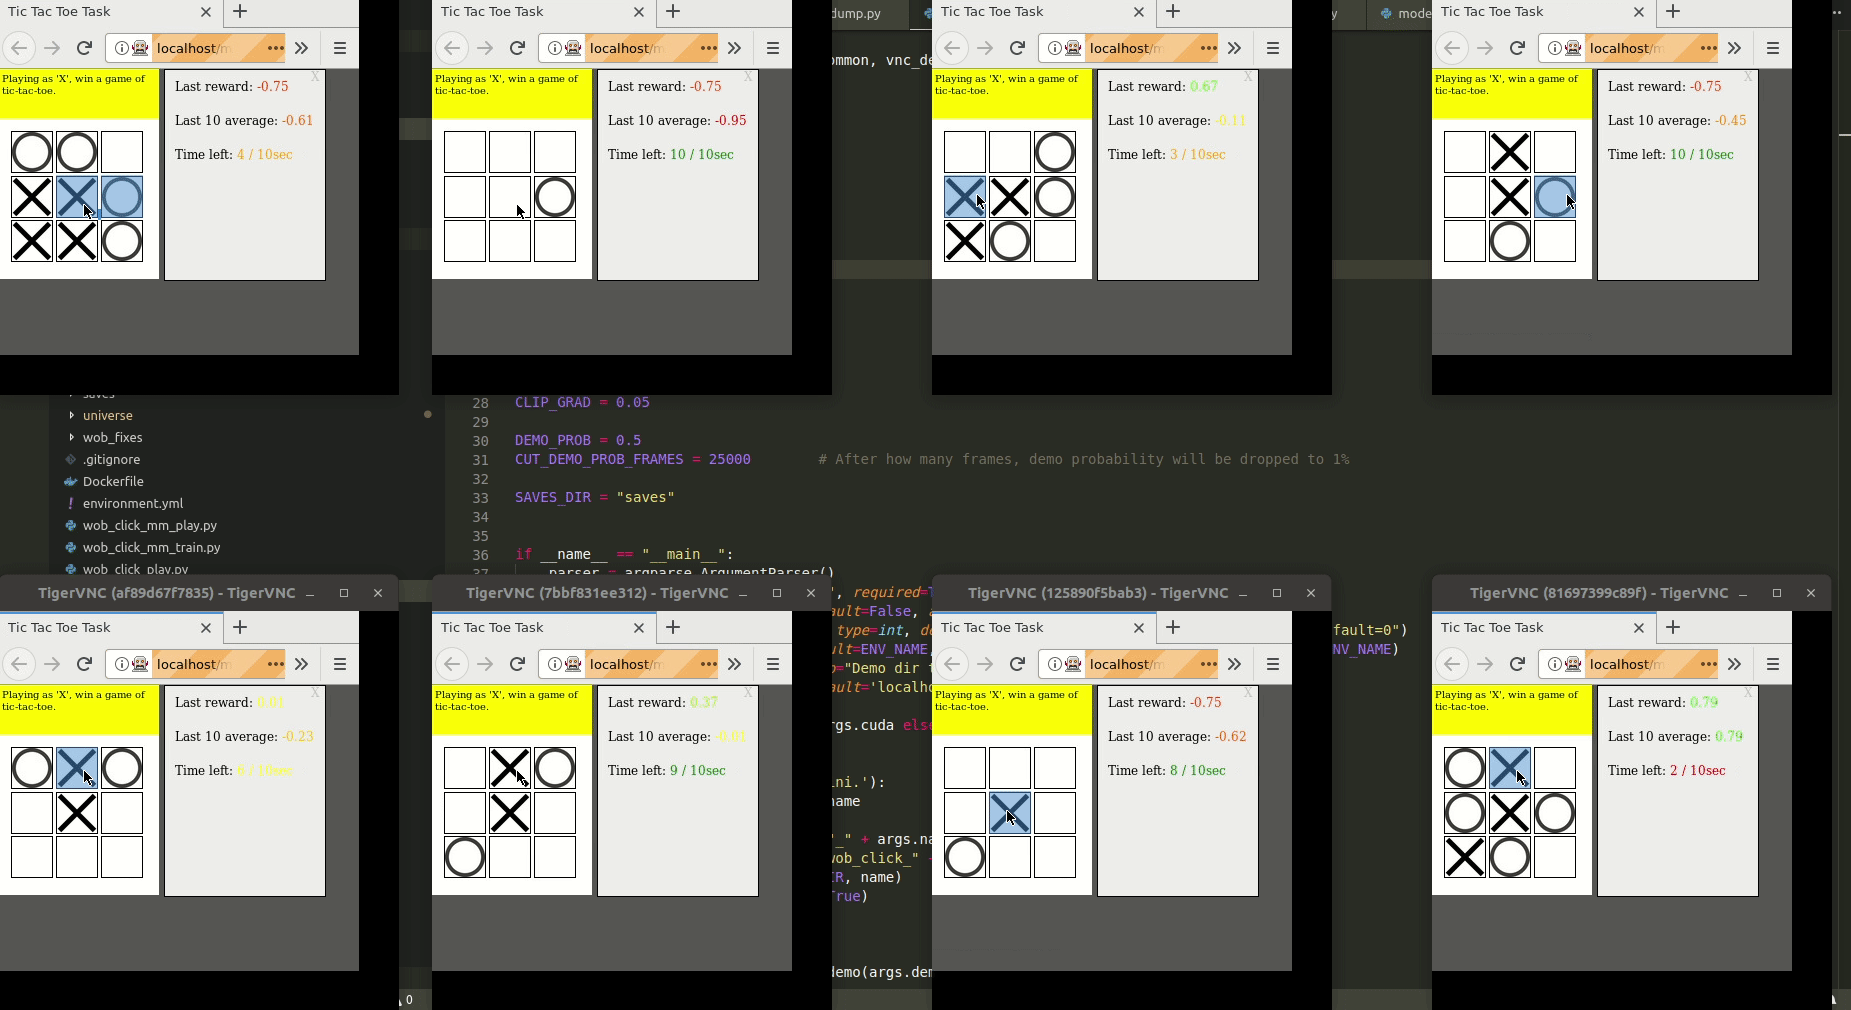 Tic Tac Toe Task
localhost/m
Playing as 'X', win a game of
tic-tac-toe.
X
Last reward: -0.75
Last 10 average: -0.61
Time left: 4 / 10sec
Tic Tac Toe Task
localhost/m
Playing as 'X', win a game of
tic-tac-toe.
Last reward: -0.75
Last 10 average: -0.95
Time left: 10 / 10sec
dump.py
ommon, vnc_de
Tic Tac Toe Task
localhost/m
Playing as 'X', win a game of
tic-tac-toe.
X
Last reward: 0.67
Last 10 average: -0.11
Time left: 3 / 10sec
y
mode
Tic Tac Toe Task
localhost/m
Playing as 'X', win a game of
tic-tac-toe.
X
Last reward: -0.75
Last 10 average: -0.45
Time left: 10 / 10sec
saves
universe
wob_fixes
.gitignore
Dockerfile
environment.yml
wob_click_mm_play.py
wob_click_mm_train.py
wob_click_play.py
28 CLIP_GRAD = 0.05
29
30 DEMO_PROB = 0.5
31 CUT_DEMO_PROB_FRAMES = 25000 # After how many frames, demo probability will be dropped to 1%
32
33 SAVES_DIR = "saves"
34
35
36 if __name__ == "__main__":
37 parser = argparse.ArgumentParser()
', required=T
ault=False, a
type=int, de
fault=0")
ult=ENV_NAME,
NV_NAME)
p="Demo dir f
ault='localho
rgs.cuda else
ini.'):
name
_" + args.na
wob_click_" +
IR, name)
True)
demo(args.dem
0
TigerVNC (af89d67f7835) - TigerVNC
Tic Tac Toe Task
localhost/m
Playing as 'X', win a game of
tic-tac-toe.
X
Last reward: 0.01
Last 10 average: -0.23
Time left: 6 / 10sec
TigerVNC (7bbf831ee312) - TigerVNC
Tic Tac Toe Task
localhost/m
Playing as 'X', win a game of
tic-tac-toe.
X
Last reward: 0.37
Last 10 average: -0.01
Time left: 9 / 10sec
TigerVNC (125890f5bab3) - TigerVNC
Tic Tac Toe Task
localhost/m
Playing as 'X', win a game of
tic-tac-toe.
X
Last reward: -0.75
Last 10 average: -0.62
Time left: 8 / 10sec
TigerVNC (81697399c89f) - TigerVNC
Tic Tac Toe Task
localhost/m
Playing as 'X', win a game of
tic-tac-toe.
X
Last reward: 0.79
Last 10 average: 0.79
Time left: 2 / 10sec